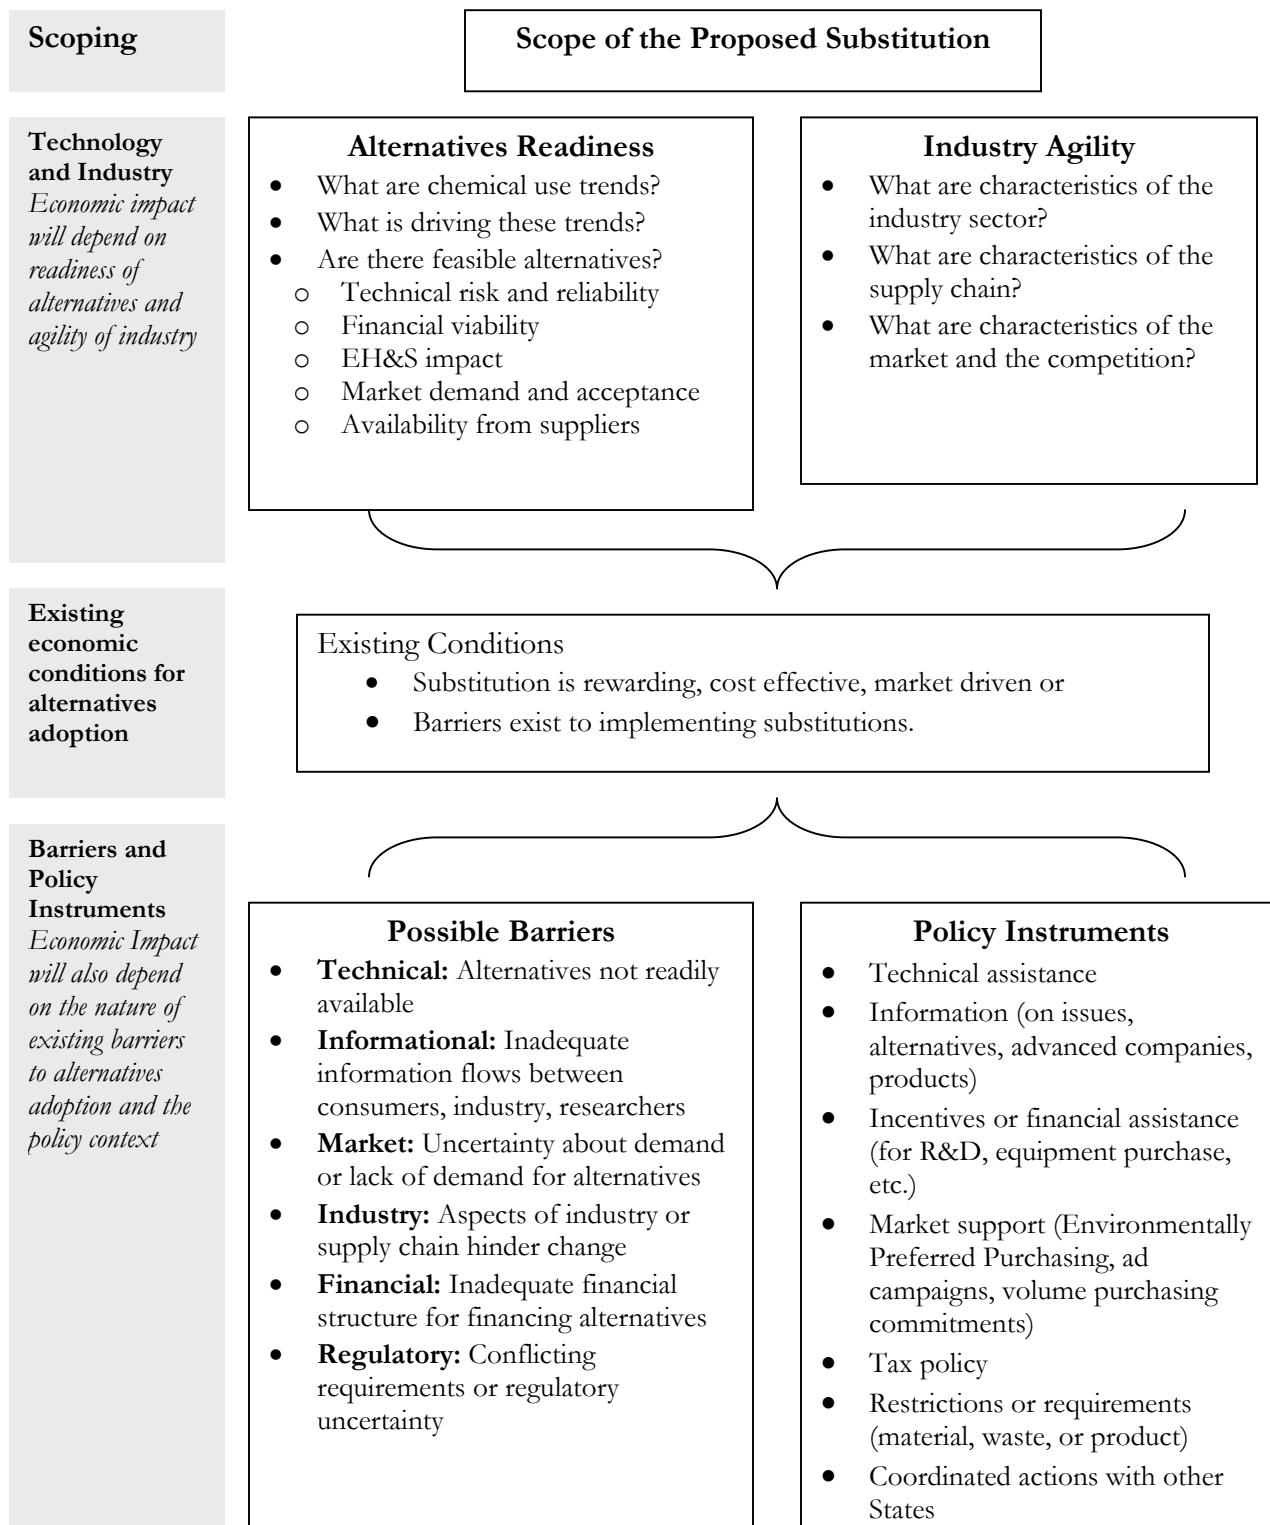 Scoping
Scope of the Proposed Substitution
Technology
and Industry
Economic impact
will depend on
readiness of
alternatives and
agility of industry
Alternatives Readiness
• What are chemical use trends?
• What is driving these trends?
• Are there feasible alternatives?
o Technical risk and reliability
o Financial viability
o EH&S impact
o Market demand and acceptance
o Availability from suppliers
Industry Agility
• What are characteristics of the
industry sector?
• What are characteristics of the
supply chain?
• What are characteristics of the
market and the competition?
Existing
economic
conditions for
alternatives
adoption
Existing Conditions
• Substitution is rewarding, cost effective, market driven or
• Barriers exist to implementing substitutions.
Barriers and
Policy
Instruments
Economic Impact
will also depend
on the nature of
existing barriers
to alternatives
adoption and the
policy context
Possible Barriers
• Technical: Alternatives not readily
available
• Informational: Inadequate
information flows between
consumers, industry, researchers
• Market: Uncertainty about demand
or lack of demand for alternatives
• Industry: Aspects of industry or
supply chain hinder change
• Financial: Inadequate financial
structure for financing alternatives
• Regulatory: Conflicting
requirements or regulatory
uncertainty
Policy Instruments
• Technical assistance
• Information (on issues,
alternatives, advanced companies,
products)
• Incentives or financial assistance
(for R&D, equipment purchase,
etc.)
• Market support (Environmentally
Preferred Purchasing, ad
campaigns, volume purchasing
commitments)
• Tax policy
• Restrictions or requirements
(material, waste, or product)
• Coordinated actions with other
States